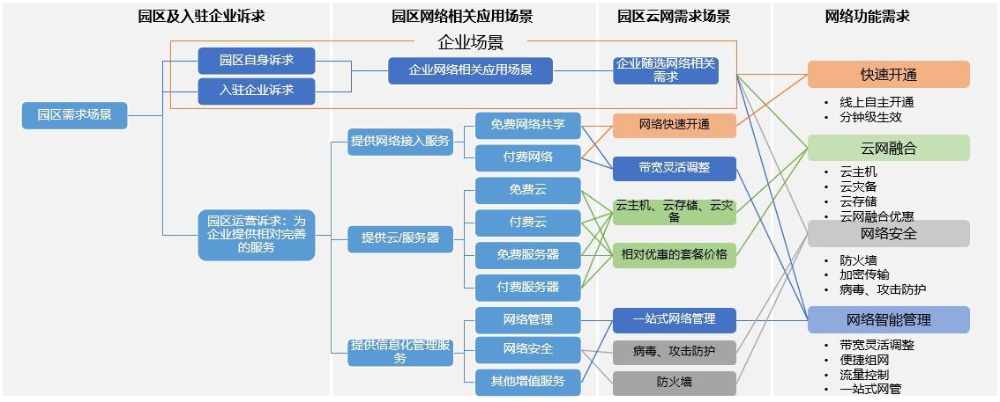 园区及入驻企业诉求
园区网络相关应用场景
园区云网需求场景
网络功能需求
企业场景
园区自身诉求
入驻企业诉求
企业网络相关应用场景
企业随选网络相关
需求
园区需求场景
园区运营诉求：为
企业提供相对完善
的服务
提供网络接入服务
提供云/服务器
提供信息化管理服
务
免费网络共享
付费网络
免费云
付费云
免费服务器
付费服务器
网络管理
网络安全
其他增值服务
网络快速开通
带宽灵活调整
云主机、云存储、云灾
备
相对优惠的套餐价格
一站式网络管理
病毒、攻击防护
防火墙
快速开通
• 线上自主开通
• 分钟级生效
云网融合
• 云主机
• 云灾备
• 云存储
• 云网融合优惠
网络安全
• 防火墙
• 加密传输
• 病毒、攻击防护
网络智能管理
• 带宽灵活调整
• 便捷组网
• 流量控制
• 一站式网管